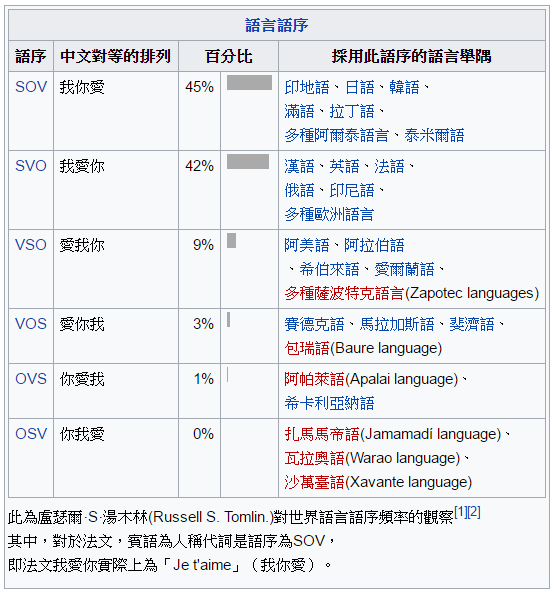 語言語序
語序 中文對等的排列 百分比 採用此語序的語言舉隅
SOV 我你愛 45% 印地語、日語、韓語、
滿語、拉丁語、
多種阿爾泰語言、泰米爾語
SVO 我愛你 42% 漢語、英語、法語、
俄語、印尼語、
多種歐洲語言
VSO 愛我你 9% 阿美語、阿拉伯語
、希伯來語、愛爾蘭語、
多種薩波特克語言(Zapotec languages)
VOS 愛你我 3% 賽德克語、馬拉加斯語、斐濟語、
包瑞語(Baure language)
OVS 你愛我 1% 阿帕萊語(Apalai language)、
希卡利亞納語
OSV 你我愛 0% 扎馬馬帝語(Jamamadí language)、
瓦拉奧語(Warao language)、
沙萬臺語(Xavante language)
此為盧瑟爾·S·湯木林(Russell S. Tomlin.)對世界語言語序頻率的觀察[1][2]
其中，對於法文，賓語為人稱代詞是語序為SOV，
即法文我愛你實際上為「Je t'aime」（我你愛）。